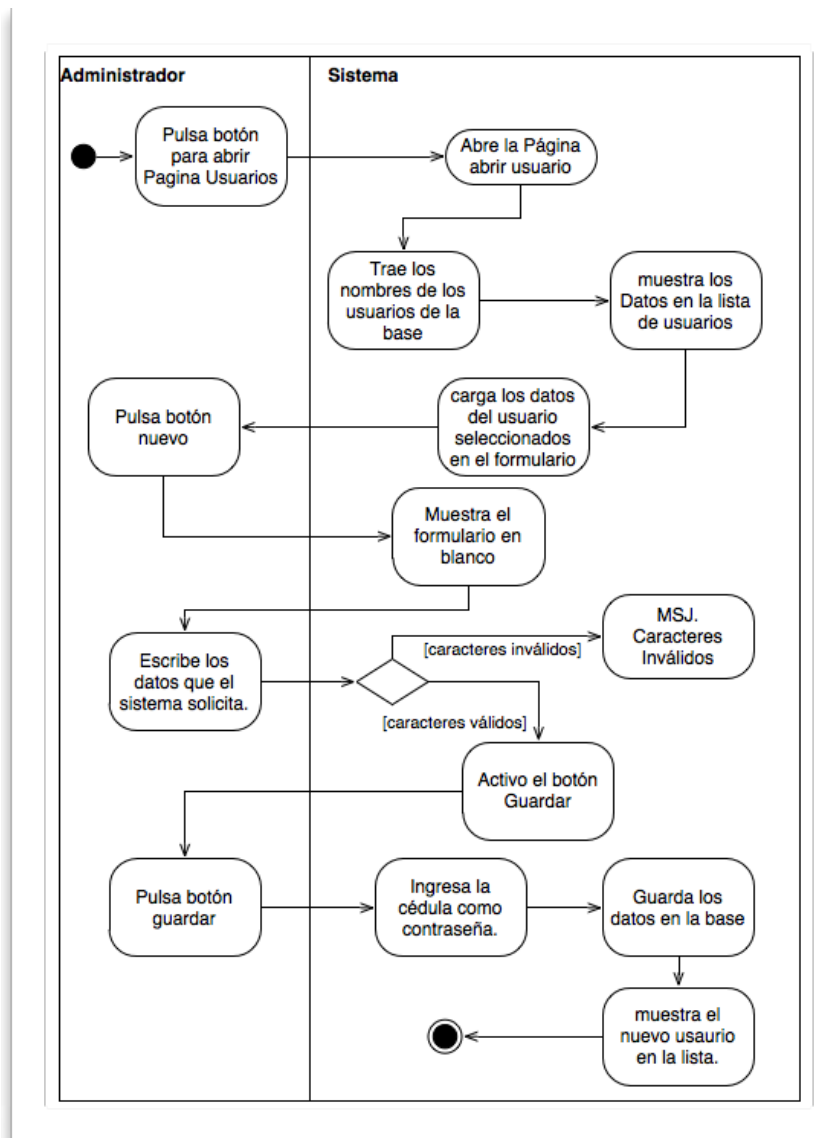 Administrador
Sistema
Pulsa botón
para abrir
Pagina Usuarios
Abre la Página
abrir usuario
Trae los
nombres de los
usuarios de la
base
muestra los
Datos en la lista
de usuarios
carga los datos
del usuario
seleccionados
en el formulario
Pulsa botón
nuevo
Muestra el
formulario en
blanco
Escribe los
datos que el
sistema solicita.
[caracteres inválidos]
MSJ.
Caracteres
Inválidos
[caracteres válidos]
Activo el botón
Guardar
Pulsa botón
guardar
Ingresa la
cédula como
contraseña.
Guarda los
datos en la base
muestra el
nuevo usaurio
en la lista.